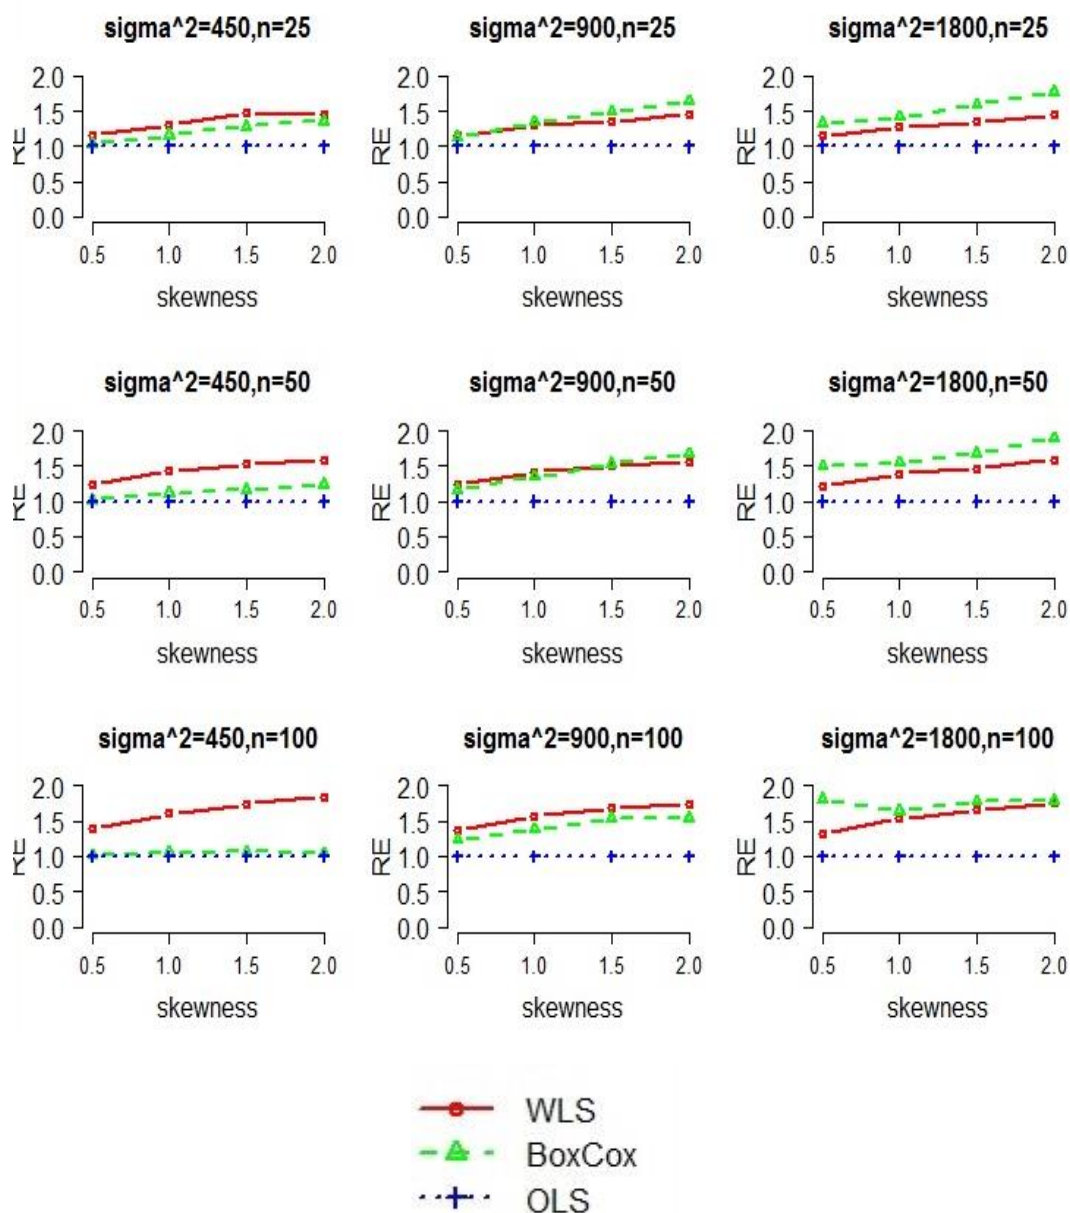 sigma^2=450,n=25 sigma^2=900,n=25 sigma^2=1800,n=25
2.0 2.0 2.0
1.5 1.5 1.5
RE 1.0 RE 1.0 RE 1.0
0.5 0.5 0.5
0.0 0.0 0.0
0.5 1.0 1.5 2.0 0.5 1.0 1.5 2.0 0.5 1.0 1.5 2.0
skewness skewness skewness
sigma^2=450,n=50 sigma^2=900,n=50 sigma^2=1800,n=50
2.0 2.0 2.0
1.5 1.5 1.5
RE 1.0 RE 1.0 RE 1.0
0.5 0.5 0.5
0.0 0.0 0.0
0.5 1.0 1.5 2.0 0.5 1.0 1.5 2.0 0.5 1.0 1.5 2.0
skewness skewness skewness
sigma^2=450,n=100 sigma^2=900,n=100 sigma^2=1800,n=100
2.0 2.0 2.0
1.5 1.5 1.5
RE 1.0 RE 1.0 RE 1.0
0.5 0.5 0.5
0.0 0.0 0.0
0.5 1.0 1.5 2.0 0.5 1.0 1.5 2.0 0.5 1.0 1.5 2.0
skewness skewness skewness
WLS
BoxCox
OLS